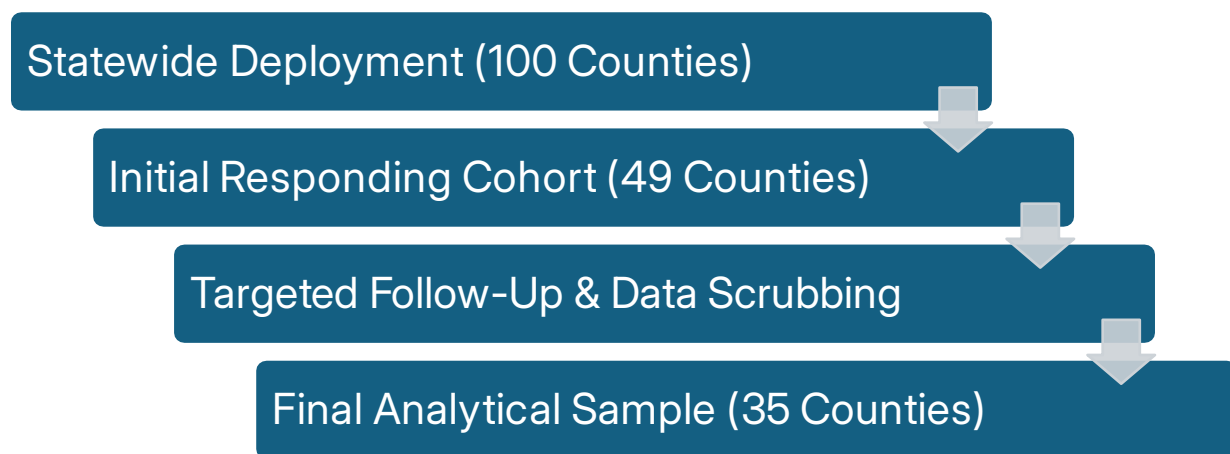 Statewide Deployment (100 Counties)
Initial Responding Cohort (49 Counties)
Targeted Follow-Up & Data Scrubbing
Final Analytical Sample (35 Counties)